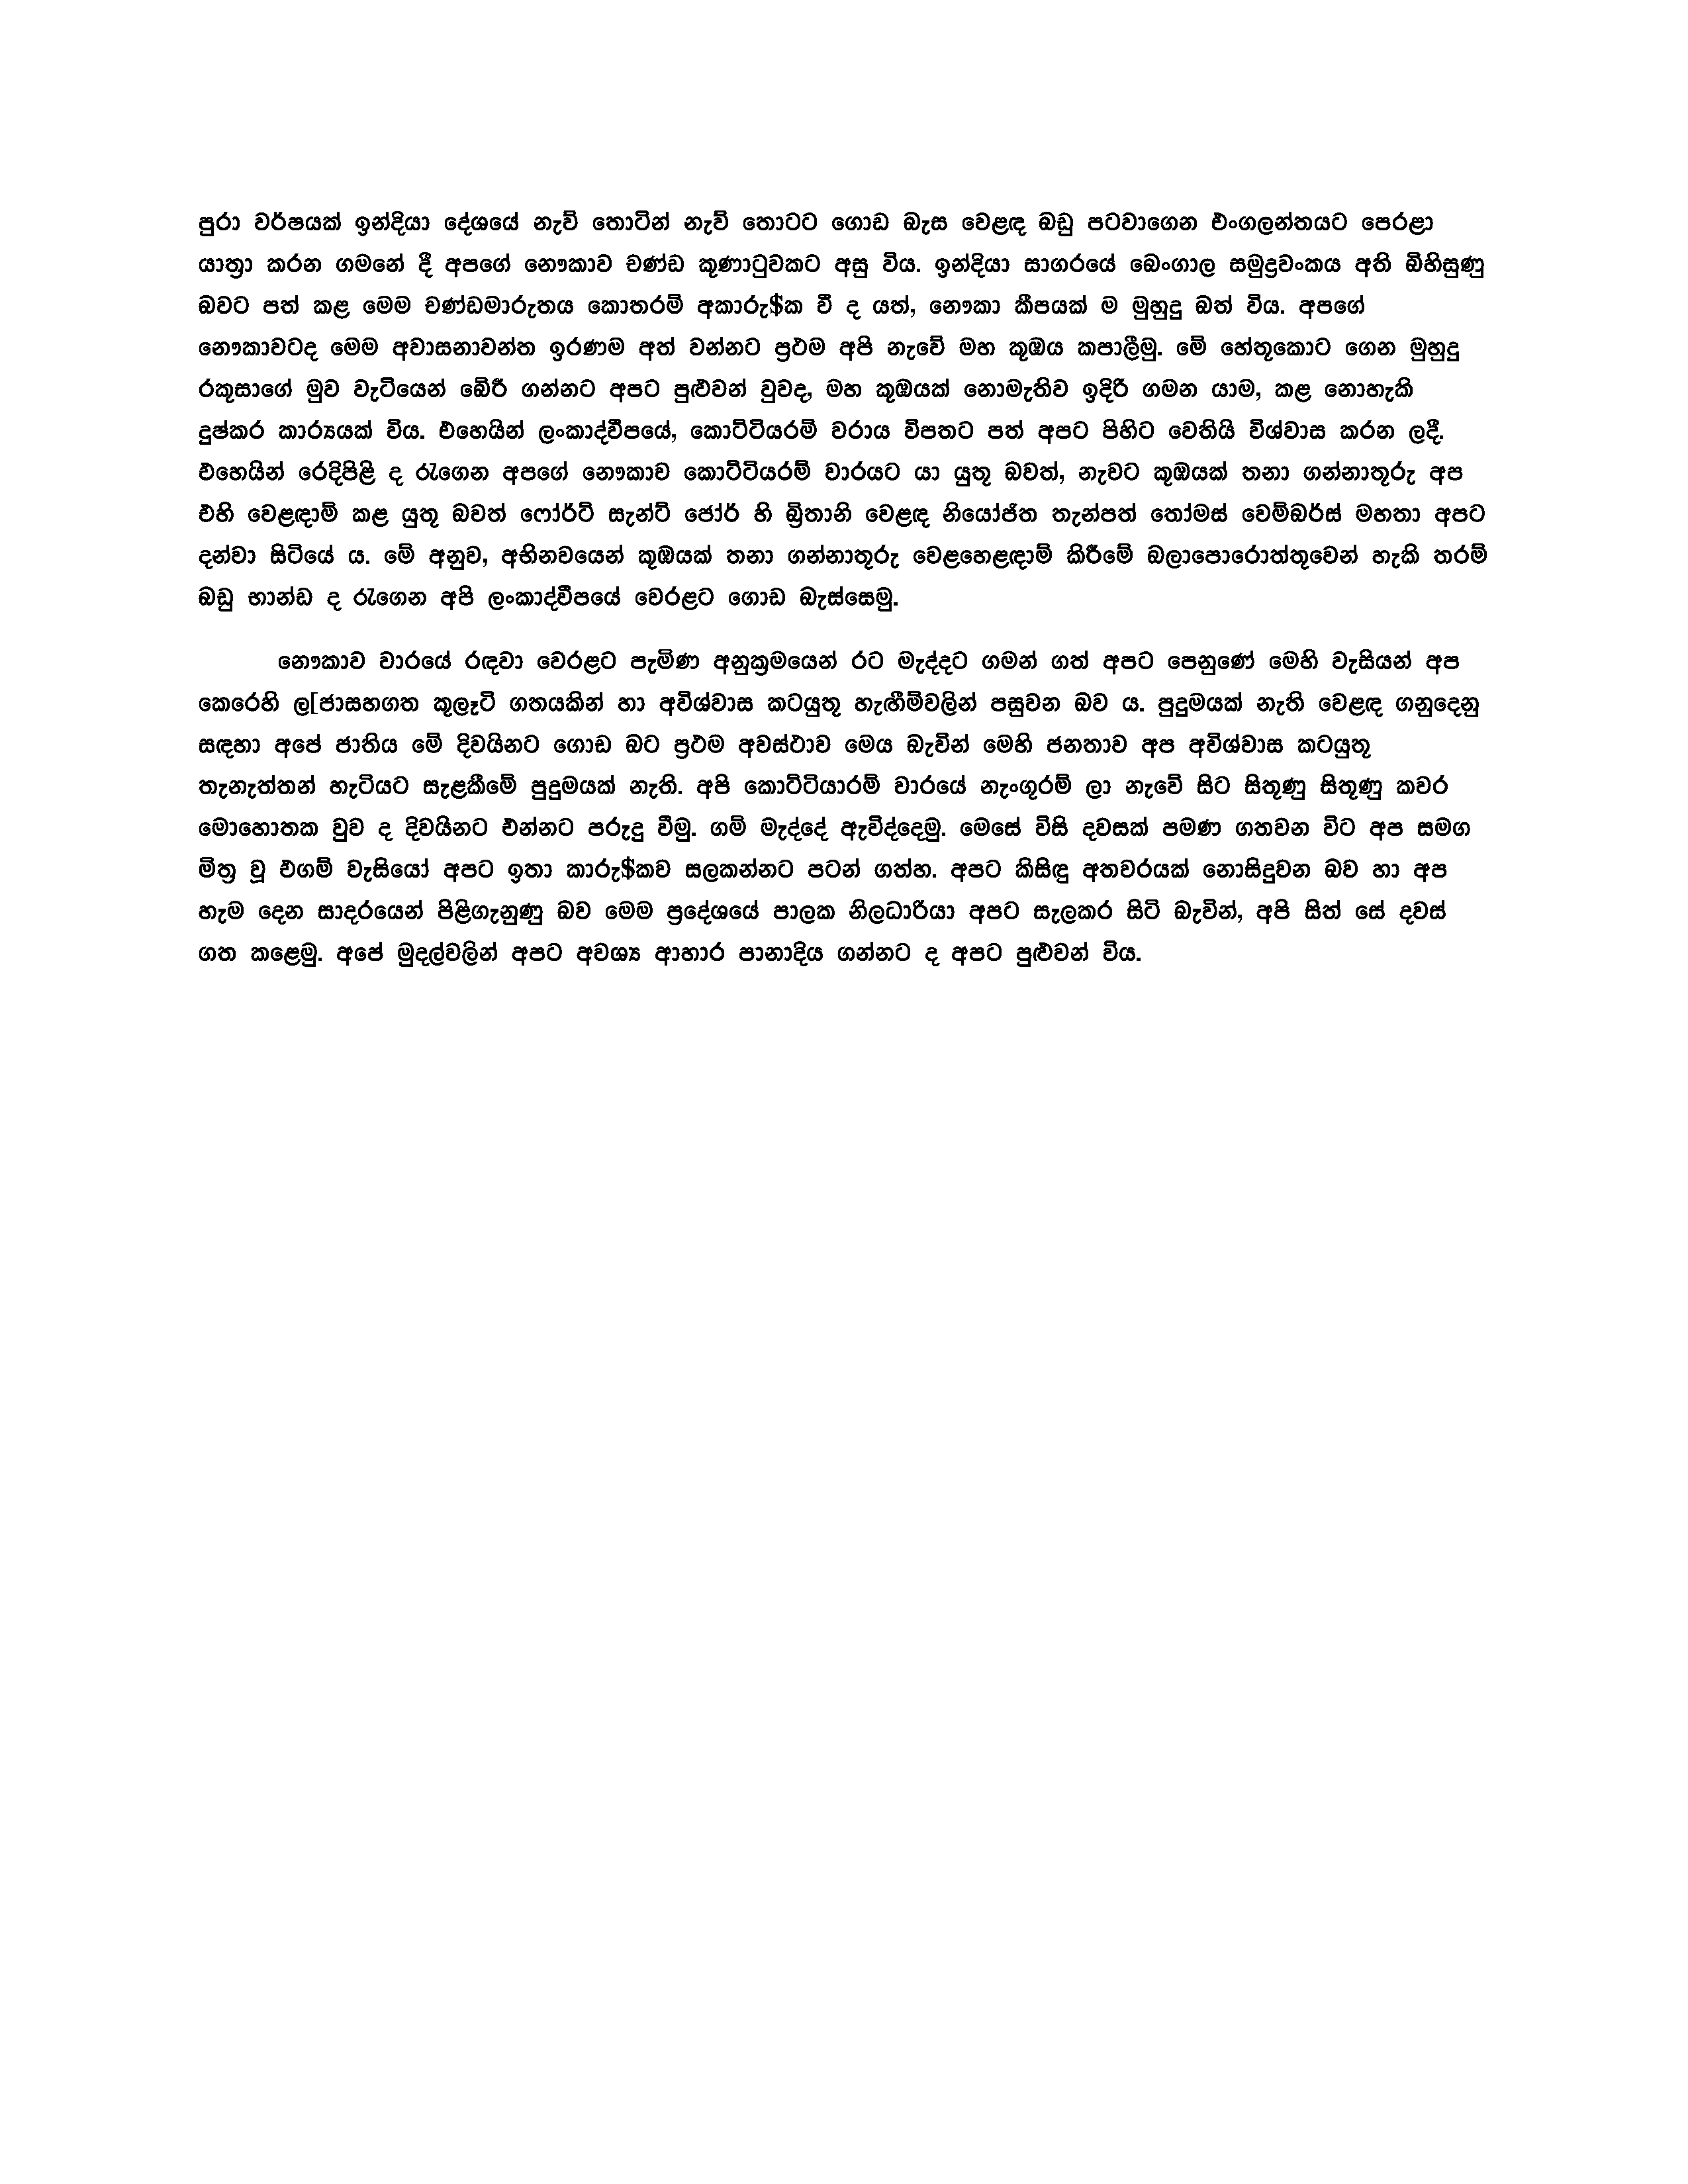 පුරා වර්ෂයක් ඉන්දියා දේශයේ නැව් තොටින් නැව් තොටට ගොඩ බැස වෙළඳ බඩු පටවාගෙන එංගලන්තයට පෙරළා
යාත්‍රා කරන ගමනේ දී අපගේ නෞකාව චණ්ඩ කුණාටුවකට අසු විය. ඉන්දියා සාගරයේ බෙංගාල සමුද්‍රවංකය අති බිහිසුණු
බවට පත් කළ මෙම චණ්ඩමාරුතය කොතරම් අකාරු$ක වී ද යත්, නෞකා කීපයක් ම මුහුදු බත් විය. අපගේ
නෞකාවටද මෙම අවාසනාවන්ත ඉරණම අත් වන්නට ප්‍රථම අපි නැවේ මහ කුඹය කපාලීමු. මේ හේතුකොට ගෙන මුහුදු
රකුසාගේ මුව වැටියෙන් බේරී ගන්නට අපට පුළුවන් වුවද, මහ කුඹයක් නොමැතිව ඉදිරි ගමන යාම, කළ නොහැකි
දුෂ්කර කාර්‍යයක් විය. එහෙයින් ලංකාද්වීපයේ, කොට්ටියරම් වරාය විපතට පත් අපට පිහිට වෙතියි විශ්වාස කරන ලදී.
එහෙයින් රෙදිපිළි ද රැගෙන අපගේ නෞකාව කොට්ටියරම් වාරයට යා යුතු බවත්, නැවට කුඹයක් තනා ගන්නාතුරු අප
එහි වෙළඳාම් කළ යුතු බවත් ෆෝර්ට් සැන්ට් ජෝර් හි බ්‍රිතානි වෙළඳ නියෝජිත තැන්පත් තෝමස් වෙම්බර්ස් මහතා අපට
දන්වා සිටියේ ය. මේ අනුව, අභිනවයෙන් කුඹයක් තනා ගන්නාතුරු වෙළහෙළඳාම් කිරීමේ බලාපොරොත්තුවෙන් හැකි තරම්
බඩු භාන්ඩ ද රැගෙන අපි ලංකාද්වීපයේ වෙරළට ගොඩ බැස්සෙමු.
නෞකාව වාරයේ රඳවා වෙරළට පැමිණ අනුක්‍රමයෙන් රට මැද්දට ගමන් ගත් අපට පෙනුණේ මෙහි වැසියන් අප
කෙරෙහි ල[ජාසහගත කුලෑටි ගතයකින් හා අවිශ්වාස කටයුතු හැඟීම්වලින් පසුවන බව ය. පුදුමයක් නැති වෙළඳ ගනුදෙනු
සඳහා අපේ ජාතිය මේ දිවයිනට ගොඩ බට ප්‍රථම අවස්ථාව මෙය බැවින් මෙහි ජනතාව අප අවිශ්වාස කටයුතු
තැනැත්තන් හැටියට සැළකීමේ පුදුමයක් නැති. අපි කොට්ටියාරම් වාරයේ නැංගුරම් ලා නැවේ සිට සිතුණු සිතුණු කවර
මොහොතක වුව ද දිවයිනට එන්නට පරුදු වීමු. ගම් මැද්දේ ඇවිද්දෙමු. මෙසේ විසි දවසක් පමණ ගතවන විට අප සමග
මිත්‍ර වූ එගම් වැසියෝ අපට ඉතා කාරු$කව සලකන්නට පටන් ගත්හ. අපට කිසිඳු අතවරයක් නොසිදුවන බව හා අප
හැම දෙන සාදරයෙන් පිළිගැනුණු බව මෙම ප්‍රදේශයේ පාලක නිලධාරියා අපට සැලකර සිටි බැවින්, අපි සිත් සේ දවස්
ගත කළෙමු. අපේ මුදල්වලින් අපට අවශ්‍ය ආහාර පානාදිය ගන්නට ද අපට පුළුවන් විය.